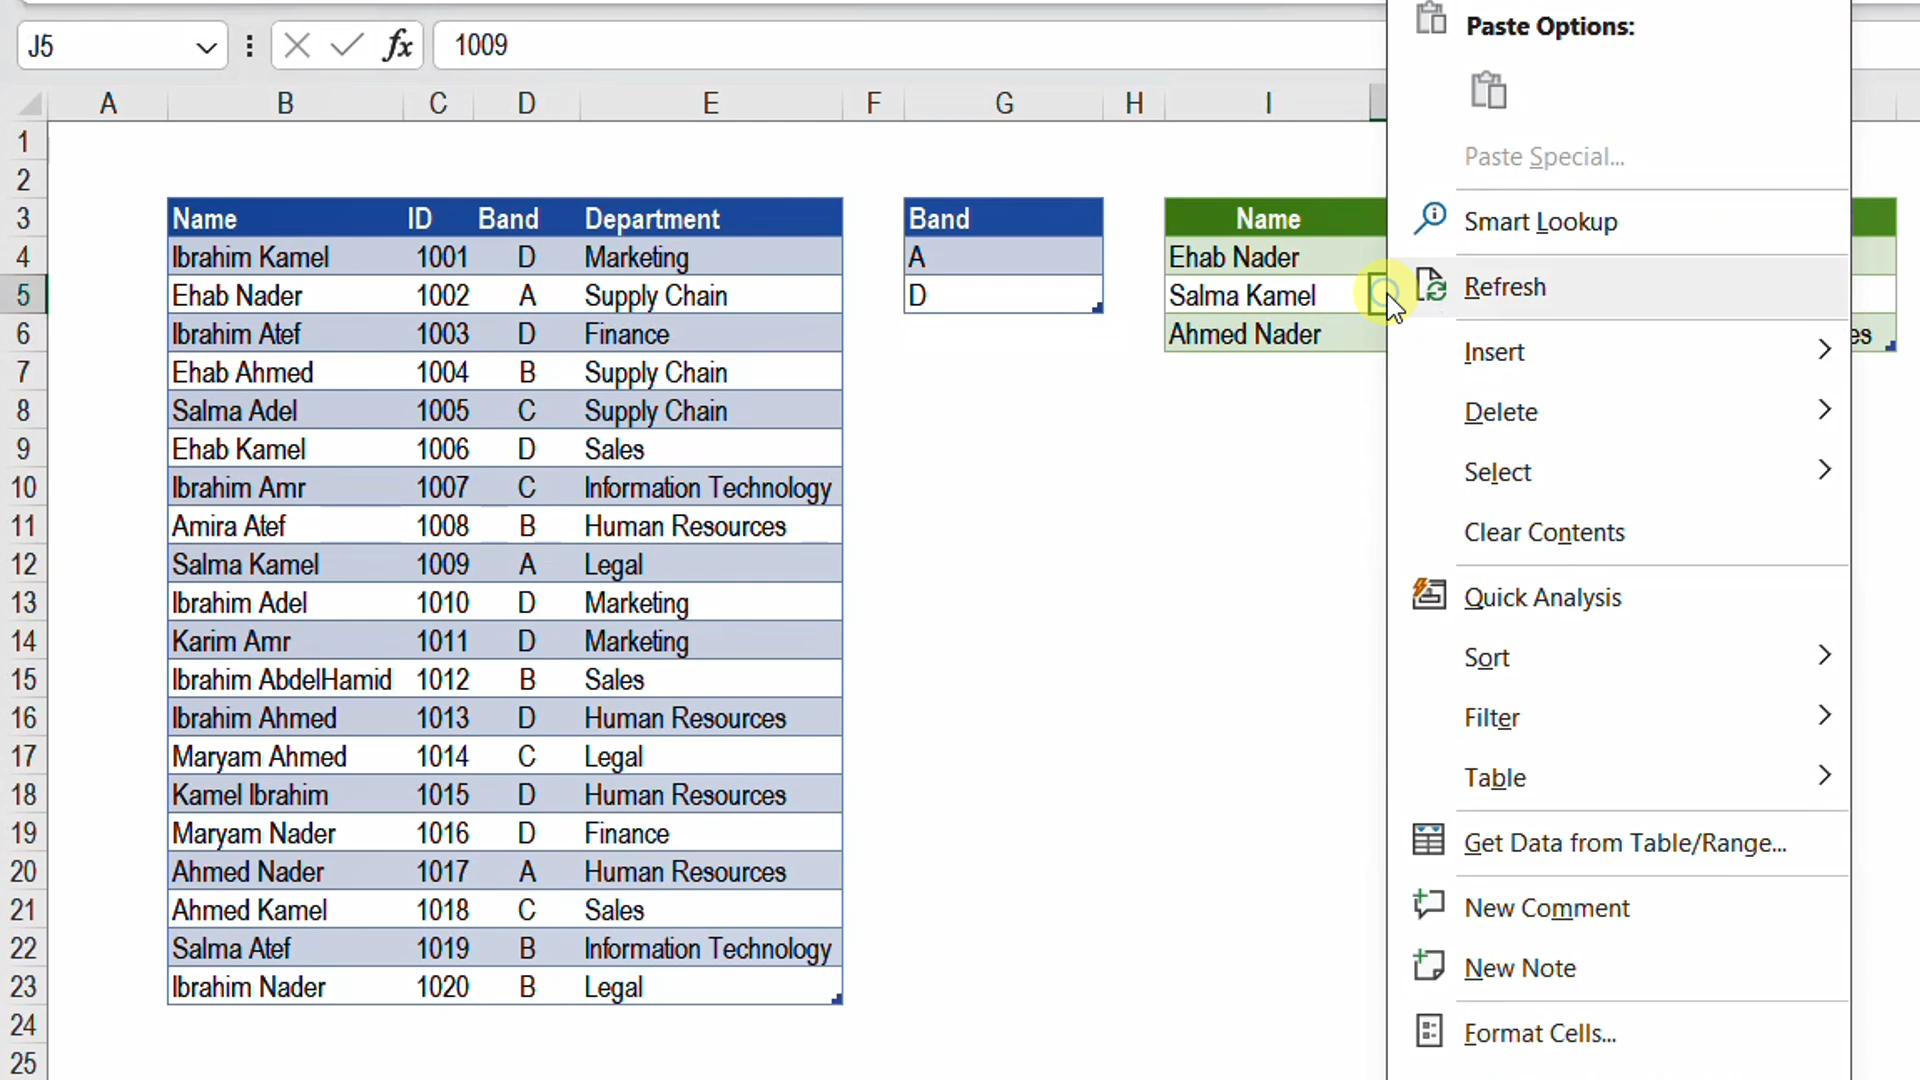 J5
fx
1009
A B C D E F G H I
1
2
3 Name ID Band Department Band Name
4 Ibrahim Kamel 1001 D Marketing A Ehab Nader
5 Ehab Nader 1002 A Supply Chain D Salma Kamel
6 Ibrahim Atef 1003 D Finance Ahmed Nader es
7 Ehab Ahmed 1004 B Supply Chain
8 Salma Adel 1005 C Supply Chain
9 Ehab Kamel 1006 D Sales
10 Ibrahim Amr 1007 C Information Technology
11 Amira Atef 1008 B Human Resources
12 Salma Kamel 1009 A Legal
13 Ibrahim Adel 1010 D Marketing
14 Karim Amr 1011 D Marketing
15 Ibrahim AbdelHamid 1012 B Sales
16 Ibrahim Ahmed 1013 D Human Resources
17 Maryam Ahmed 1014 C Legal
18 Kamel Ibrahim 1015 D Human Resources
19 Maryam Nader 1016 D Finance
20 Ahmed Nader 1017 A Human Resources
21 Ahmed Kamel 1018 C Sales
22 Salma Atef 1019 B Information Technology
23 Ibrahim Nader 1020 B Legal
24
25
Paste Options:
Paste Special...
Smart Lookup
Refresh
Insert
Delete
Select
Clear Contents
Quick Analysis
Sort
Filter
Table
Get Data from Table/Range...
New Comment
New Note
Format Cells...